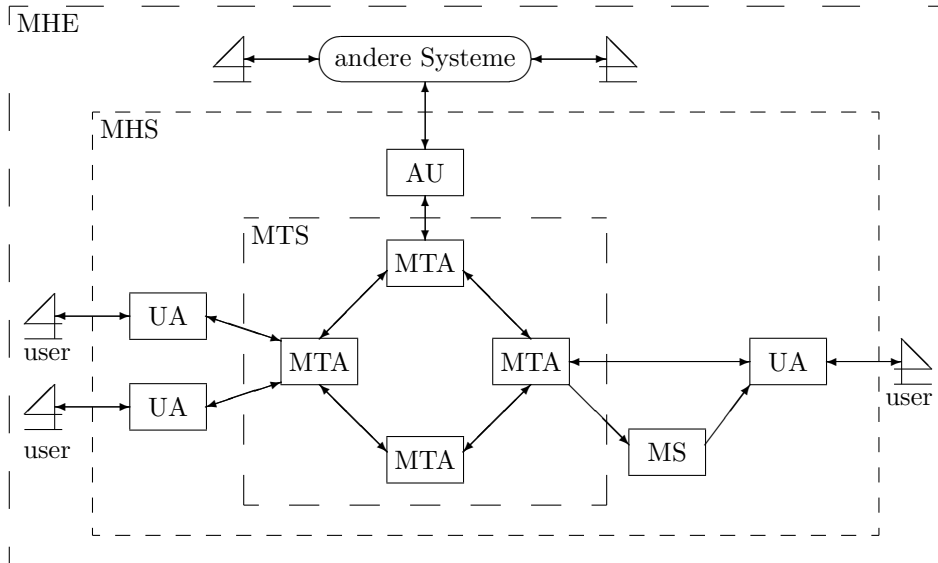 MHE
andere Systeme
MHS
AU
MTS
MTA
UA
user
MTA
MTA
UA
user
UA
user
MTA
MS